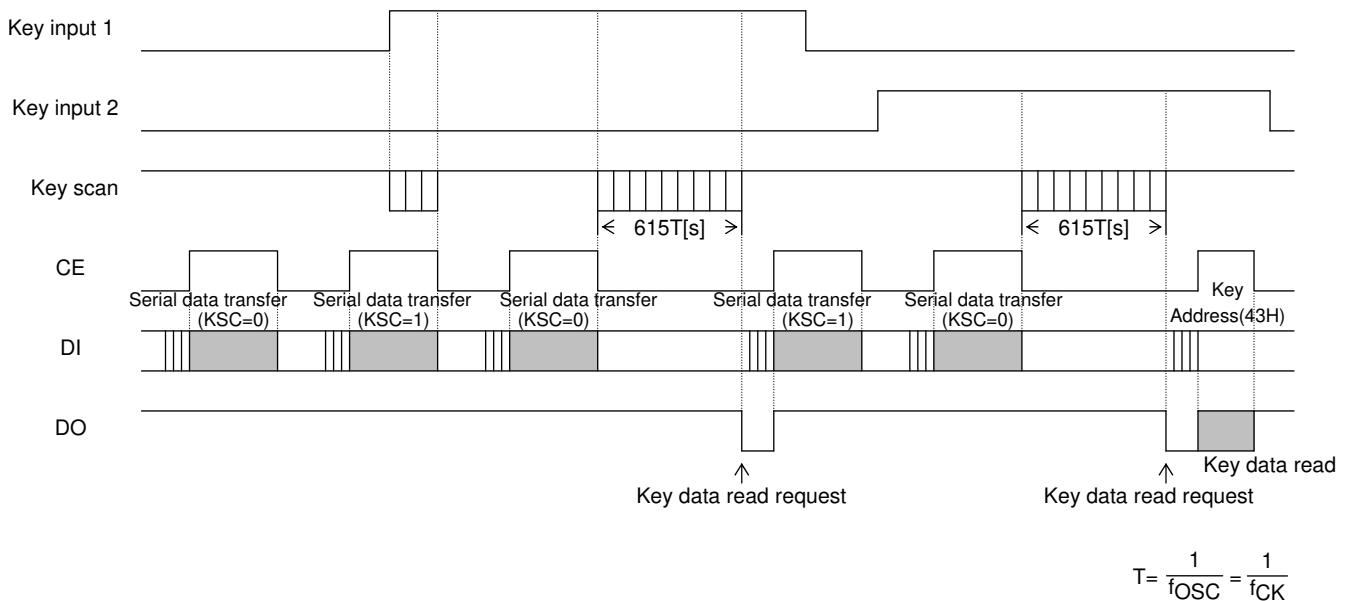 Key input 1
Key input 2
Key scan
615T[s]
615T[s]
CE
Serial data transfer
(KSC=0)
Serial data transfer
(KSC=1)
Serial data transfer
(KSC=0)
Serial data transfer
(KSC=1)
Serial data transfer
(KSC=0)
Key
Address(43H)
DI
DO
Key data read
Key data read request
Key data read request
T= 1/fOSC = 1/fCK